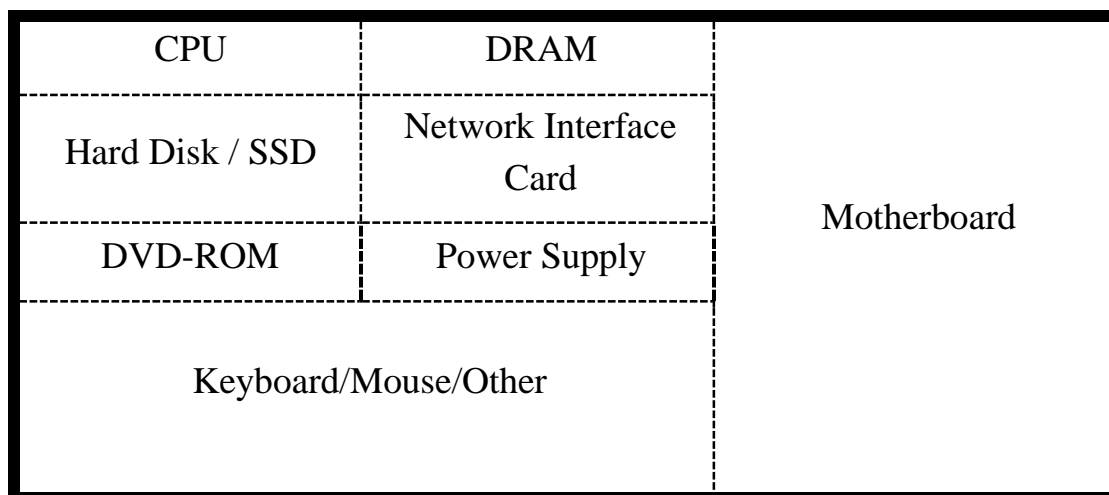 CPU
DRAM
Hard Disk / SSD
Network Interface
Card
Motherboard
DVD-ROM
Power Supply
Keyboard/Mouse/Other